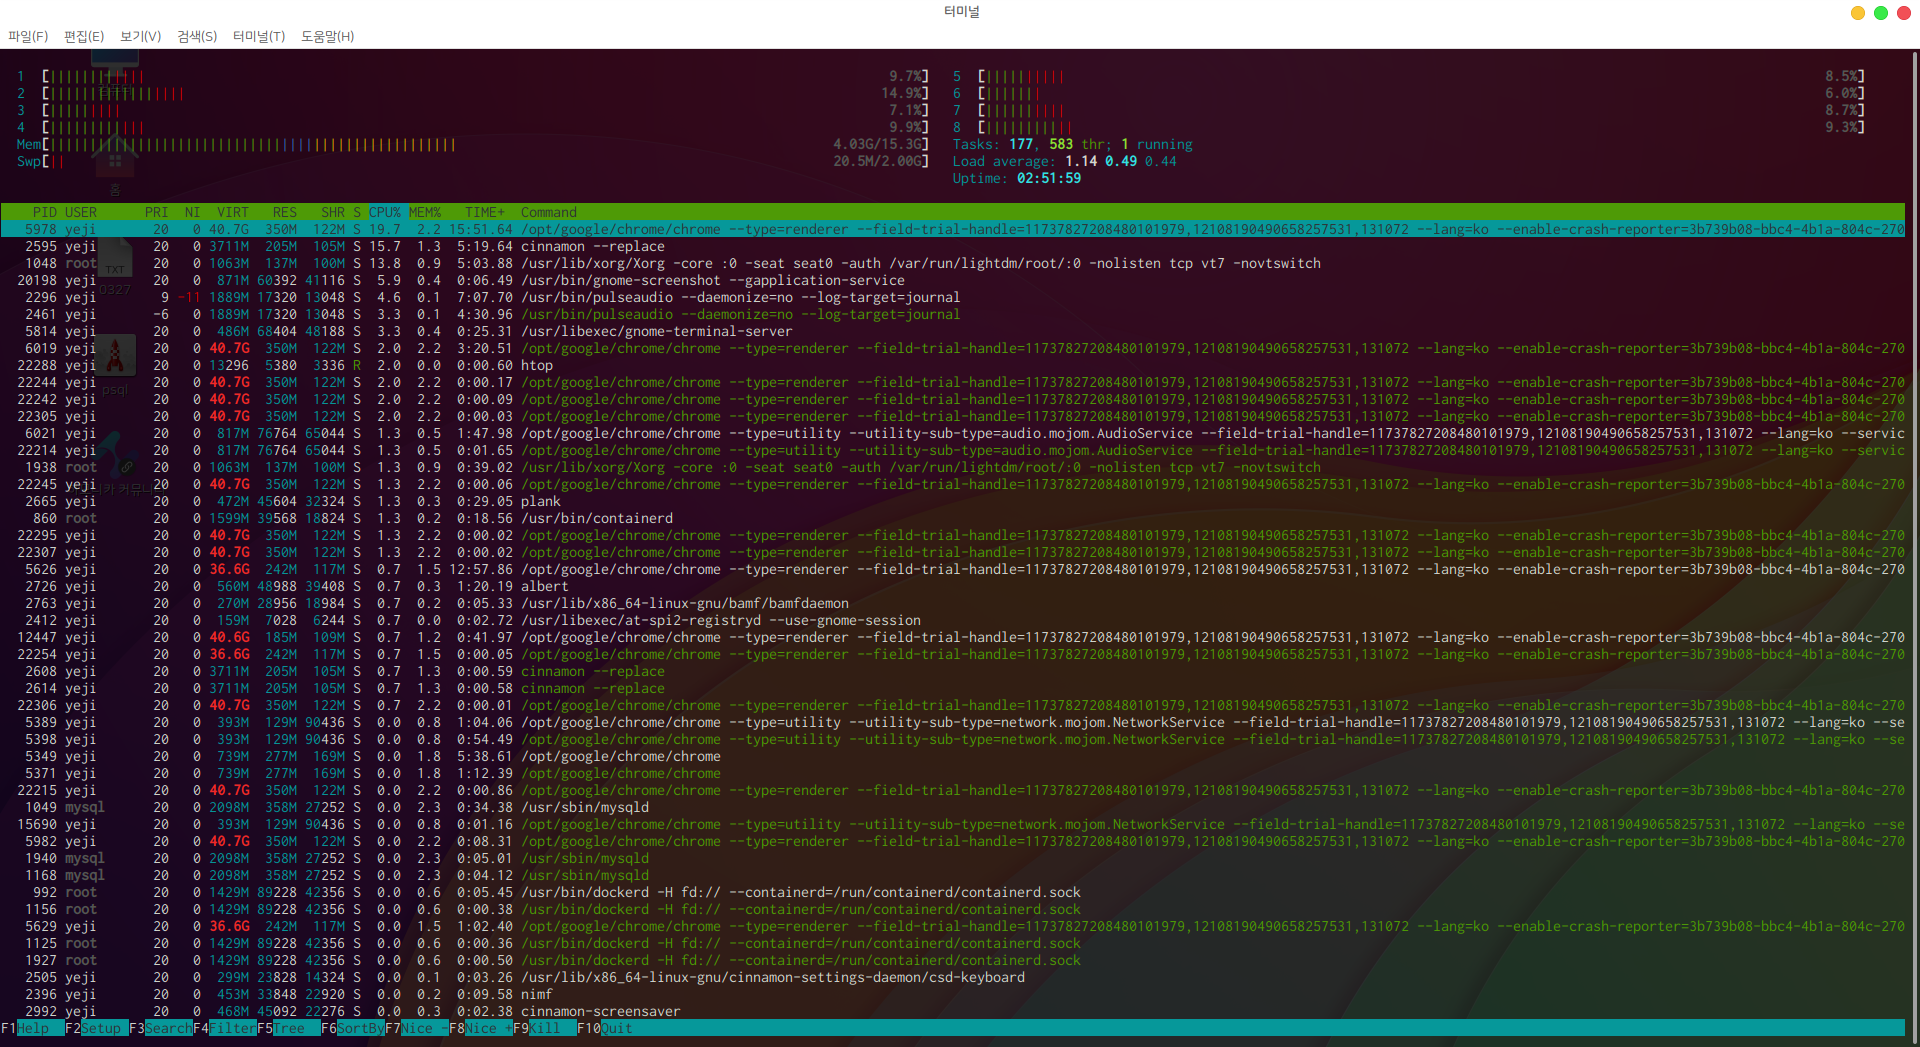 터미널
파일(F) 편집(E) 보기(V) 검색(S) 터미널(T) 도움말(H)
1 [||||||||||||| 9.7%] 5 [|||||||||| 8.5%]
2 [|||||||||||||||||| 14.9%] 6 [||||||| 6.0%]
3 [||||||||| 7.1%] 7 [|||||||||| 8.7%]
4 [|||||||||||| 9.9%] 8 [||||||||||| 9.3%]
Mem[||||||||||||||||||||||||||||||||||||||||||||||||||| 4.03G/15.3G] Tasks: 177, 583 thr; 1 running
Swp[|| 20.5M/2.00G] Load average: 1.14 0.49 0.44
Uptime: 02:51:59
홈
TXT
0327
psql
PID USER PRI NI VIRT RES SHR S CPU% MEM% TIME+ Command
5978 yeji 20 0 40.7G 350M 122M S 19.7 2.2 15:51.64 /opt/google/chrome/chrome --type=renderer --field-trial-handle=11737827208480101979,12108190490658257531,131072 --lang=ko --enable-crash-reporter=3b739b08-bbc4-4b1a-804c-270
2595 yeji 20 0 3711M 205M 105M S 15.7 1.3 5:19.64 cinnamon --replace
1048 root 20 0 1063M 137M 100M S 13.8 0.9 5:03.88 /usr/lib/xorg/Xorg -core :0 -seat seat0 -auth /var/run/lightdm/root/:0 -nolisten tcp vt7 -novtswitch
20198 yeji 20 0 871M 60392 41116 S 5.9 0.4 0:06.49 /usr/bin/gnome-screenshot --gapplication-service
2296 yeji 9 -11 1889M 17320 13048 S 4.6 0.1 7:07.70 /usr/bin/pulseaudio --daemonize=no --log-target=journal
2461 yeji -6 0 1889M 17320 13048 S 3.3 0.1 4:30.96 /usr/bin/pulseaudio --daemonize=no --log-target=journal
5814 yeji 20 0 486M 68404 48188 S 3.3 0.4 0:25.31 /usr/libexec/gnome-terminal-server
6019 yeji 20 0 40.7G 350M 122M S 2.0 2.2 3:20.51 /opt/google/chrome/chrome --type=renderer --field-trial-handle=11737827208480101979,12108190490658257531,131072 --lang=ko --enable-crash-reporter=3b739b08-bbc4-4b1a-804c-270
22288 yeji 20 0 13296 5380 3336 R 2.0 0.0 0:00.60 htop
22244 yeji 20 0 40.7G 350M 122M S 2.0 2.2 0:00.17 /opt/google/chrome/chrome --type=renderer --field-trial-handle=11737827208480101979,12108190490658257531,131072 --lang=ko --enable-crash-reporter=3b739b08-bbc4-4b1a-804c-270
22242 yeji 20 0 40.7G 350M 122M S 2.0 2.2 0:00.09 /opt/google/chrome/chrome --type=renderer --field-trial-handle=11737827208480101979,12108190490658257531,131072 --lang=ko --enable-crash-reporter=3b739b08-bbc4-4b1a-804c-270
22305 yeji 20 0 40.7G 350M 122M S 2.0 2.2 0:00.03 /opt/google/chrome/chrome --type=renderer --field-trial-handle=11737827208480101979,12108190490658257531,131072 --lang=ko --enable-crash-reporter=3b739b08-bbc4-4b1a-804c-270
6021 yeji 20 0 817M 76764 65044 S 1.3 0.5 1:47.98 /opt/google/chrome/chrome --type=utility --utility-sub-type=audio.mojom.AudioService --field-trial-handle=11737827208480101979,12108190490658257531,131072 --lang=ko --servic
22214 yeji 20 0 817M 76764 65044 S 1.3 0.5 0:01.65 /opt/google/chrome/chrome --type=utility --utility-sub-type=audio.mojom.AudioService --field-trial-handle=11737827208480101979,12108190490658257531,131072 --lang=ko --servic
1938 root 20 0 1063M 137M 100M S 1.3 0.9 0:39.02 /usr/lib/xorg/Xorg -core :0 -seat seat0 -auth /var/run/lightdm/root/:0 -nolisten tcp vt7 -novtswitch
22245 yeji 20 0 40.7G 350M 122M S 1.3 2.2 0:00.06 /opt/google/chrome/chrome --type=renderer --field-trial-handle=11737827208480101979,12108190490658257531,131072 --lang=ko --enable-crash-reporter=3b739b08-bbc4-4b1a-804c-270
2665 yeji 20 0 472M 45604 32324 S 1.3 0.3 0:29.05 plank
860 root 20 0 1599M 39568 18824 S 1.3 0.2 0:18.56 /usr/bin/containerd
22295 yeji 20 0 40.7G 350M 122M S 1.3 2.2 0:00.02 /opt/google/chrome/chrome --type=renderer --field-trial-handle=11737827208480101979,12108190490658257531,131072 --lang=ko --enable-crash-reporter=3b739b08-bbc4-4b1a-804c-270
22307 yeji 20 0 40.7G 350M 122M S 1.3 2.2 0:00.02 /opt/google/chrome/chrome --type=renderer --field-trial-handle=11737827208480101979,12108190490658257531,131072 --lang=ko --enable-crash-reporter=3b739b08-bbc4-4b1a-804c-270
5626 yeji 20 0 36.6G 242M 117M S 0.7 1.5 12:57.86 /opt/google/chrome/chrome --type=renderer --field-trial-handle=11737827208480101979,12108190490658257531,131072 --lang=ko --enable-crash-reporter=3b739b08-bbc4-4b1a-804c-270
2726 yeji 20 0 560M 48988 39408 S 0.7 0.3 1:20.19 albert
2763 yeji 20 0 270M 28956 18984 S 0.7 0.2 0:05.33 /usr/lib/x86_64-linux-gnu/bamf/bamfdaemon
2412 yeji 20 0 159M 7028 6244 S 0.7 0.0 0:02.72 /usr/libexec/at-spi2-registryd --use-gnome-session
12447 yeji 20 0 40.6G 185M 109M S 0.7 1.2 0:41.97 /opt/google/chrome/chrome --type=renderer --field-trial-handle=11737827208480101979,12108190490658257531,131072 --lang=ko --enable-crash-reporter=3b739b08-bbc4-4b1a-804c-270
22254 yeji 20 0 36.6G 242M 117M S 0.7 1.5 0:00.05 /opt/google/chrome/chrome --type=renderer --field-trial-handle=11737827208480101979,12108190490658257531,131072 --lang=ko --enable-crash-reporter=3b739b08-bbc4-4b1a-804c-270
2608 yeji 20 0 3711M 205M 105M S 0.7 1.3 0:00.59 cinnamon --replace
2614 yeji 20 0 3711M 205M 105M S 0.7 1.3 0:00.58 cinnamon --replace
22306 yeji 20 0 40.7G 350M 122M S 0.7 2.2 0:00.01 /opt/google/chrome/chrome --type=renderer --field-trial-handle=11737827208480101979,12108190490658257531,131072 --lang=ko --enable-crash-reporter=3b739b08-bbc4-4b1a-804c-270
5389 yeji 20 0 393M 129M 90436 S 0.0 0.8 1:04.06 /opt/google/chrome/chrome --type=utility --utility-sub-type=network.mojom.NetworkService --field-trial-handle=11737827208480101979,12108190490658257531,131072 --lang=ko --se
5398 yeji 20 0 393M 129M 90436 S 0.0 0.8 0:54.49 /opt/google/chrome/chrome --type=utility --utility-sub-type=network.mojom.NetworkService --field-trial-handle=11737827208480101979,12108190490658257531,131072 --lang=ko --se
5349 yeji 20 0 739M 277M 169M S 0.0 1.8 5:38.61 /opt/google/chrome/chrome
5371 yeji 20 0 739M 277M 169M S 0.0 1.8 1:12.39 /opt/google/chrome/chrome
22215 yeji 20 0 40.7G 350M 122M S 0.0 2.2 0:00.86 /opt/google/chrome/chrome --type=renderer --field-trial-handle=11737827208480101979,12108190490658257531,131072 --lang=ko --enable-crash-reporter=3b739b08-bbc4-4b1a-804c-270
1049 mysql 20 0 2098M 358M 27252 S 0.0 2.3 0:34.38 /usr/sbin/mysqld
15690 yeji 20 0 393M 129M 90436 S 0.0 0.8 0:01.16 /opt/google/chrome/chrome --type=utility --utility-sub-type=network.mojom.NetworkService --field-trial-handle=11737827208480101979,12108190490658257531,131072 --lang=ko --se
5982 yeji 20 0 40.7G 350M 122M S 0.0 2.2 0:08.31 /opt/google/chrome/chrome --type=renderer --field-trial-handle=11737827208480101979,12108190490658257531,131072 --lang=ko --enable-crash-reporter=3b739b08-bbc4-4b1a-804c-270
1940 mysql 20 0 2098M 358M 27252 S 0.0 2.3 0:05.01 /usr/sbin/mysqld
1168 mysql 20 0 2098M 358M 27252 S 0.0 2.3 0:04.12 /usr/sbin/mysqld
992 root 20 0 1429M 89228 42356 S 0.0 0.6 0:05.45 /usr/bin/dockerd -H fd:// --containerd=/run/containerd/containerd.sock
1156 root 20 0 1429M 89228 42356 S 0.0 0.6 0:00.38 /usr/bin/dockerd -H fd:// --containerd=/run/containerd/containerd.sock
5629 yeji 20 0 36.6G 242M 117M S 0.0 1.5 1:02.40 /opt/google/chrome/chrome --type=renderer --field-trial-handle=11737827208480101979,12108190490658257531,131072 --lang=ko --enable-crash-reporter=3b739b08-bbc4-4b1a-804c-270
1125 root 20 0 1429M 89228 42356 S 0.0 0.6 0:00.36 /usr/bin/dockerd -H fd:// --containerd=/run/containerd/containerd.sock
1927 root 20 0 1429M 89228 42356 S 0.0 0.6 0:00.50 /usr/bin/dockerd -H fd:// --containerd=/run/containerd/containerd.sock
2505 yeji 20 0 299M 23828 14324 S 0.0 0.1 0:03.26 /usr/lib/x86_64-linux-gnu/cinnamon-settings-daemon/csd-keyboard
2396 yeji 20 0 453M 33848 22920 S 0.0 0.2 0:09.58 nimf
2992 yeji 20 0 468M 45092 22276 S 0.0 0.3 0:02.38 cinnamon-screensaver
F1Help F2Setup F3SearchF4FilterF5Tree F6SortByF7Nice -F8Nice +F9Kill F10Quit